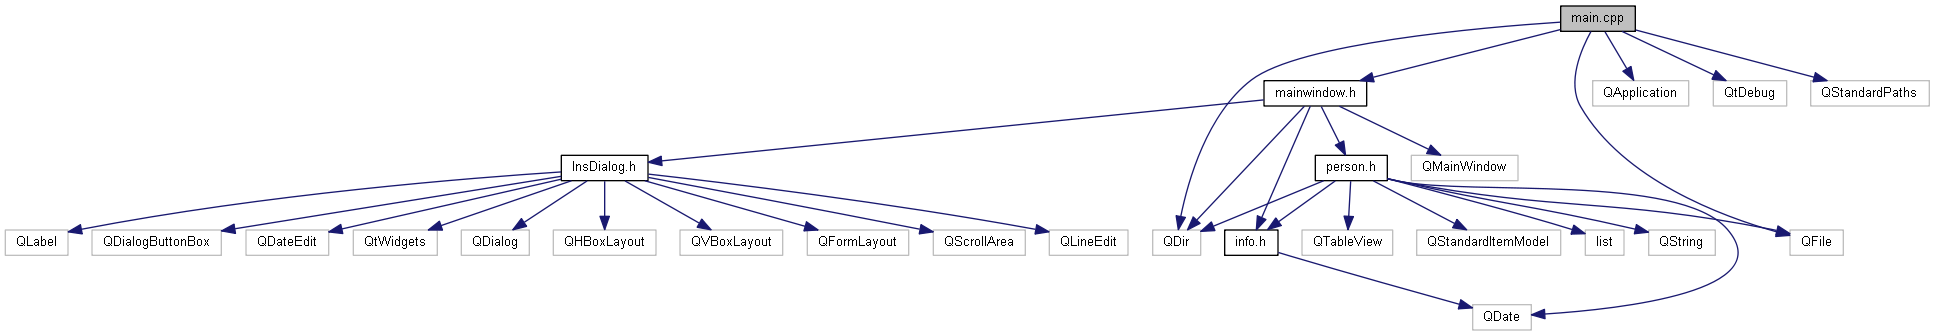 main.cpp
mainwindow.h
QApplication
QtDebug
QStandardPaths
InsDialog.h
person.h
QMainWindow
QLabel
QDialogButtonBox
QDateEdit
QtWidgets
QDialog
QHBoxLayout
QVBoxLayout
QFormLayout
QScrollArea
QLineEdit
QDir
info.h
QTableView
QStandardItemModel
list
QString
QFile
QDate